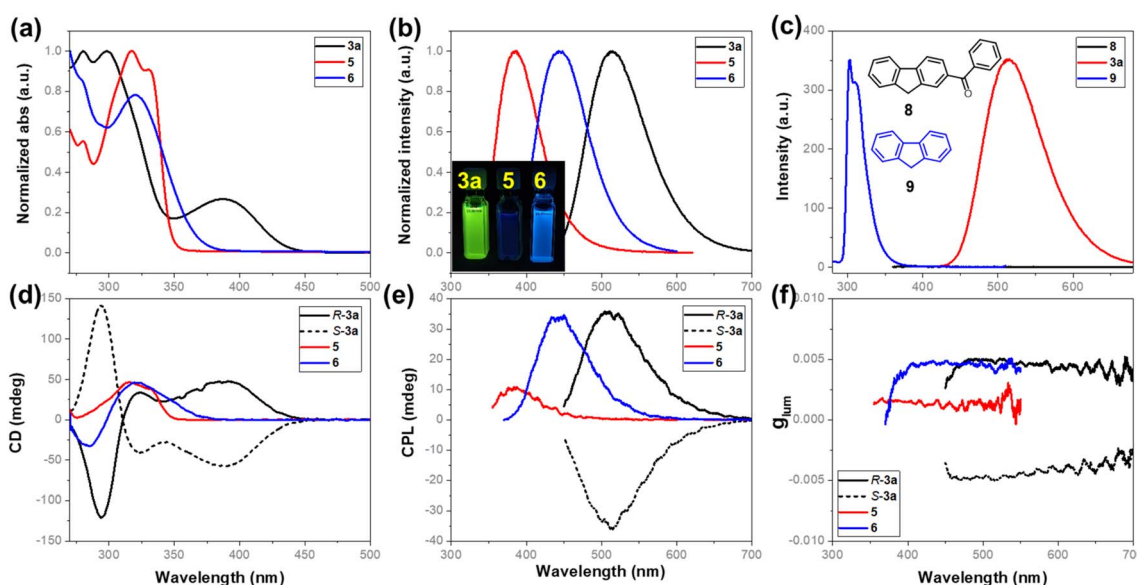 (a)
3a
5
6
Normalized abs (a.u.)
1.0
0.8
0.6
0.4
0.2
0.0
300 350 400 450 500
(b)
3a
5
6
Normalized intensity (a.u.)
1.0
0.8
0.6
0.4
0.2
0.0
3a 5 6
300 400 500 600 700
(c)
8
3a
9
Intensity (a.u.)
400
300
200
100
0
O
8
9
300 400 500 600
(d)
R-3a
S-3a
5
6
CD (mdeg)
150
100
50
0
-50
-100
-150
300 350 400 450 500
Wavelength (nm)
(e)
R-3a
S-3a
5
6
CPL (mdeg)
40
30
20
10
0
-10
-20
-30
-40
300 400 500 600 700
Wavelength (nm)
(f)
glum
0.010
0.005
0.000
-0.005
-0.010
R-3a
S-3a
5
6
300 400 500 600 700
Wavelength (nm)